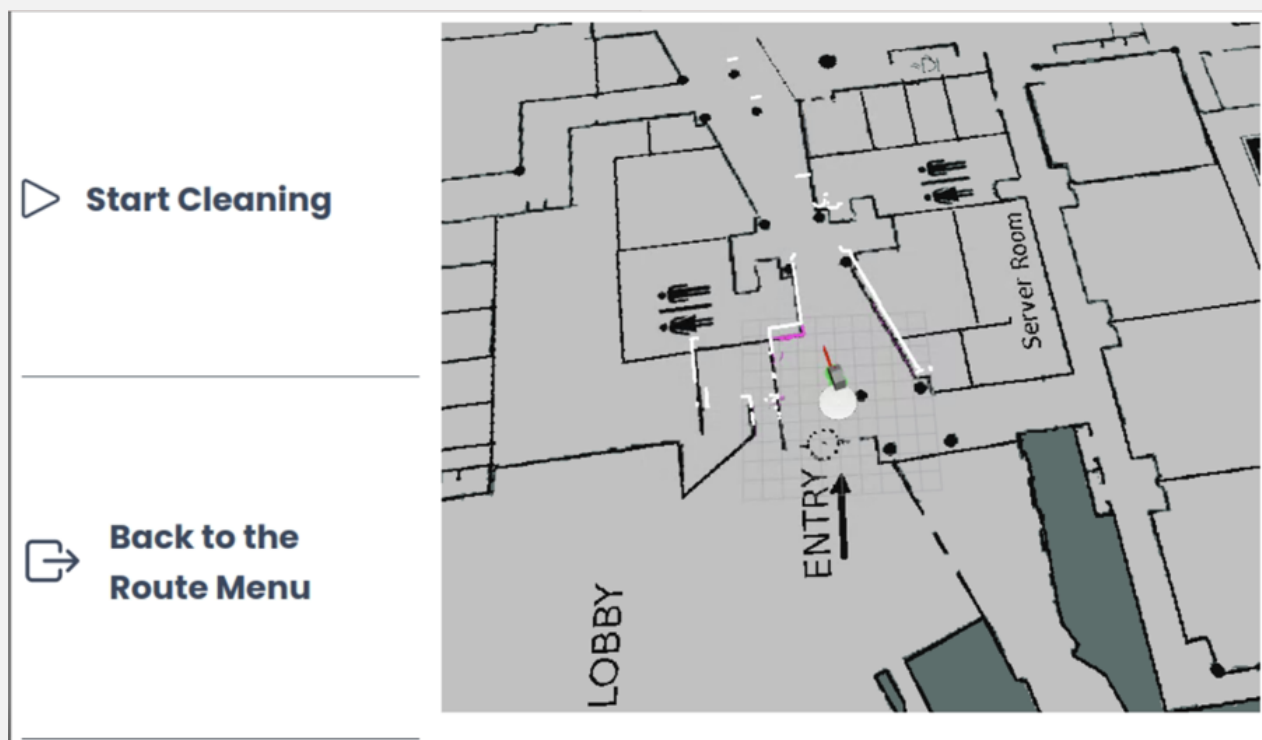 Start Cleaning
Back to the
Route Menu
Server Room
ENTRY
LOBBY